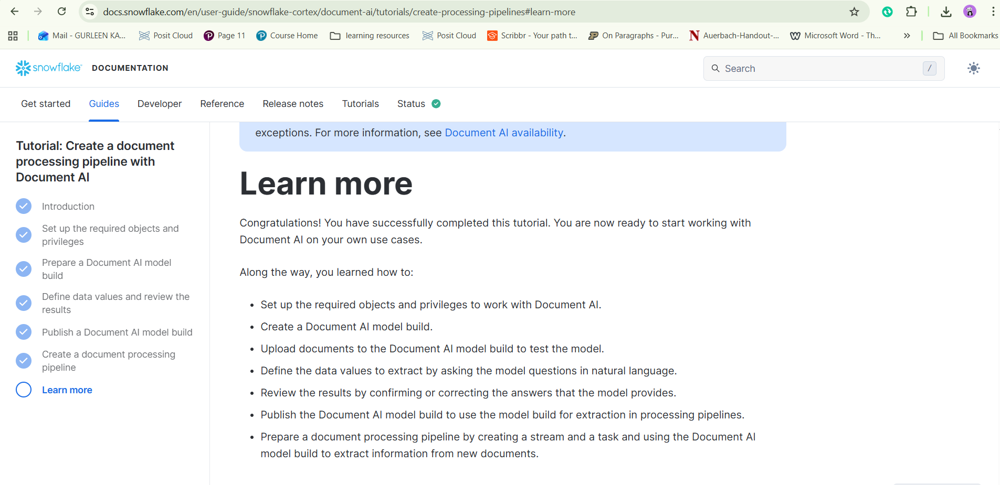 docs.snowflake.com/en/user-guide/snowflake-cortex/document-ai/tutorials/create-processing-pipelines#learn-more
Mail - GURLEEN KA...
Posit Cloud
Page 11
Course Home
learning resources
Posit Cloud
Scribbr - Your path t...
On Paragraphs - Pur...
Auerbach-Handout-...
Microsoft Word - Th...
»
All Bookmarks
snowflake
DOCUMENTATION
Search
/
Get started
Guides
Developer
Reference
Release notes
Tutorials
Status
Tutorial: Create a document
processing pipeline with
Document AI
Introduction
Set up the required objects and
privileges
Prepare a Document AI model
build
Define data values and review the
results
Publish a Document AI model build
Create a document processing
pipeline
Learn more
exceptions. For more information, see Document AI availability.
Learn more
Congratulations! You have successfully completed this tutorial. You are now ready to start working with
Document AI on your own use cases.
Along the way, you learned how to:
• Set up the required objects and privileges to work with Document AI.
• Create a Document AI model build.
• Upload documents to the Document AI model build to test the model.
• Define the data values to extract by asking the model questions in natural language.
• Review the results by confirming or correcting the answers that the model provides.
• Publish the Document AI model build to use the model build for extraction in processing pipelines.
• Prepare a document processing pipeline by creating a stream and a task and using the Document AI
model build to extract information from new documents.